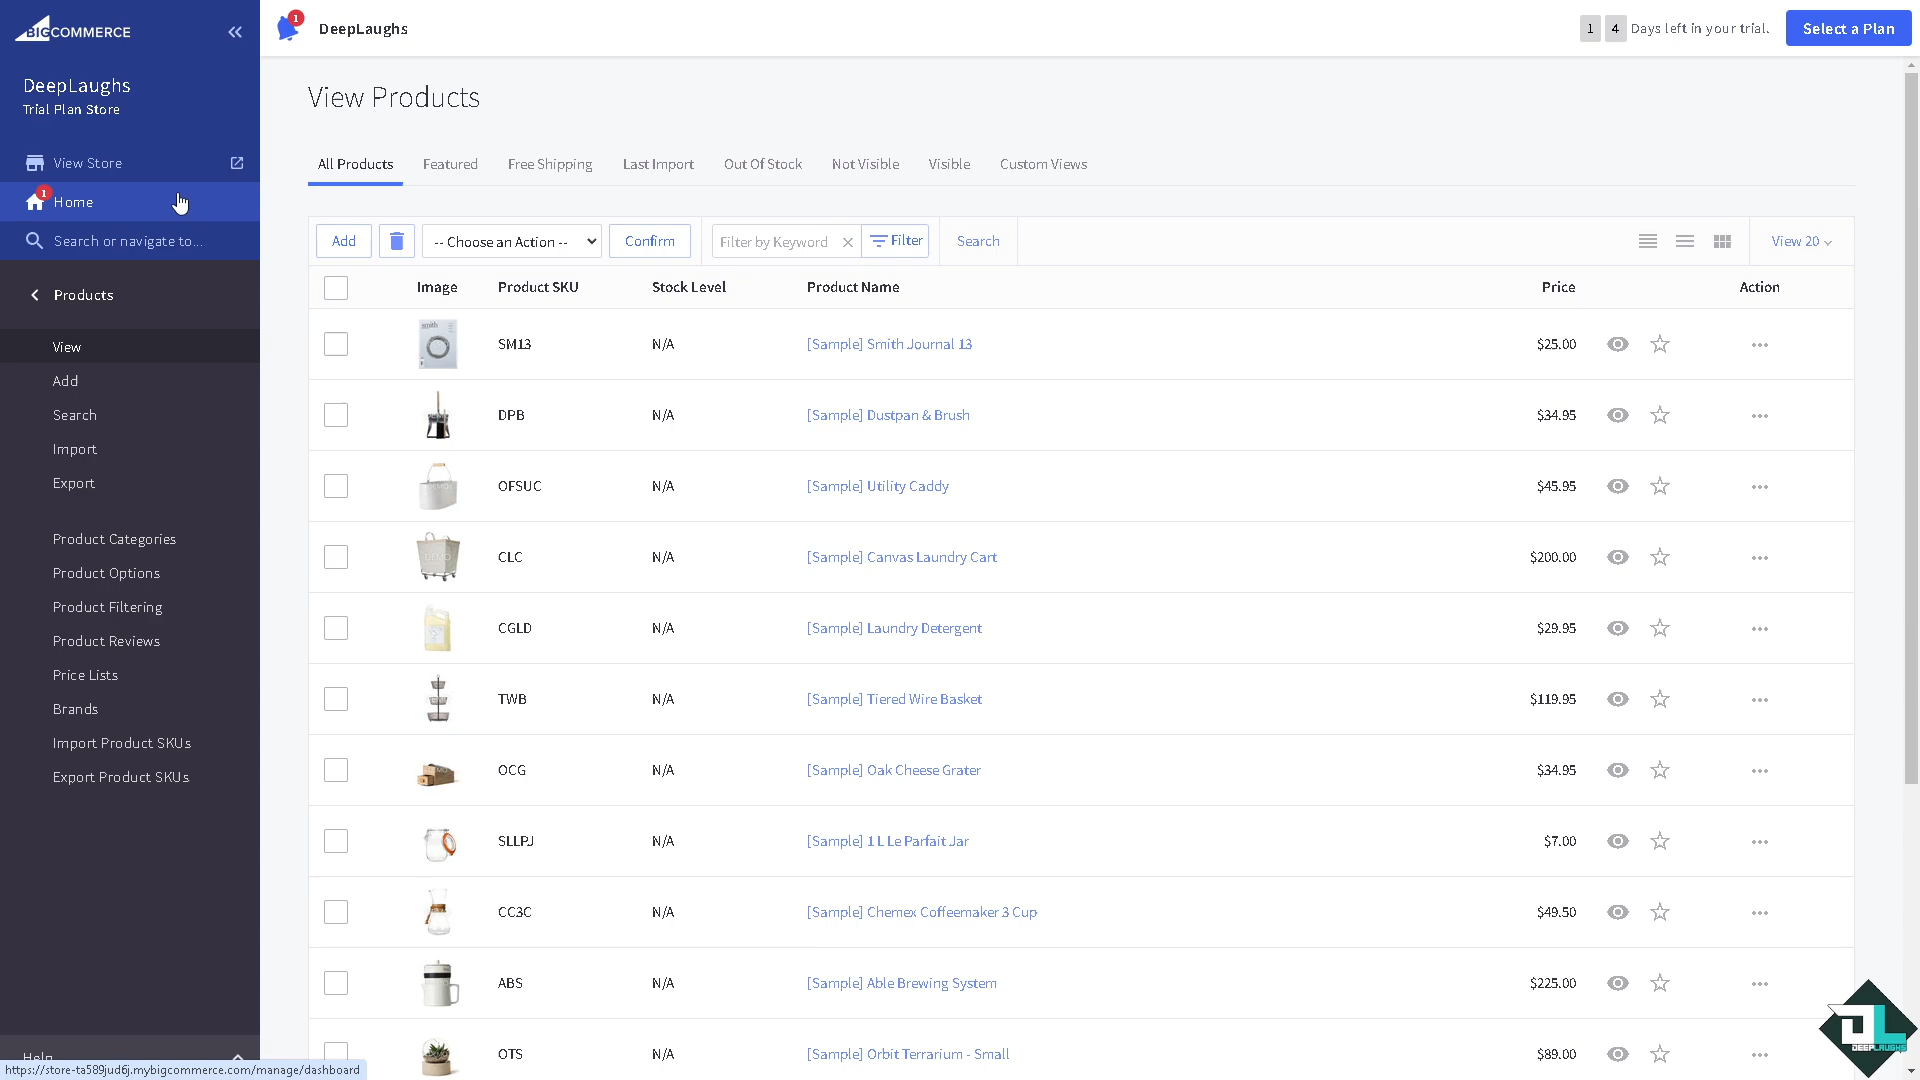 BIGCOMMERCE
1
DeepLaughs
1 4 Days left in your trial.
Select a Plan
DeepLaughs
Trial Plan Store
View Store
1
Home
Search or navigate to...
Products
View
Add
Search
Import
Export
Product Categories
Product Options
Product Filtering
Product Reviews
Price Lists
Brands
Import Product SKUs
Export Product SKUs
Help
https://store-ta589jud6j.mybigcommerce.com/manage/dashboard
View Products
All Products Featured Free Shipping Last Import Out Of Stock Not Visible Visible Custom Views
Add -- Choose an Action -- Confirm Filter by Keyword Filter Search View 20
Image Product SKU Stock Level Product Name Price Action
smith
SM13 N/A [Sample] Smith Journal 13 $25.00
DPB N/A [Sample] Dustpan & Brush $34.95
OFSUC N/A [Sample] Utility Caddy $45.95
CLC N/A [Sample] Canvas Laundry Cart $200.00
CGLD N/A [Sample] Laundry Detergent $29.95
TWB N/A [Sample] Tiered Wire Basket $119.95
OCG N/A [Sample] Oak Cheese Grater $34.95
SLLPJ N/A [Sample] 1 L Le Parfait Jar $7.00
CC3C N/A [Sample] Chemex Coffeemaker 3 Cup $49.50
ABS N/A [Sample] Able Brewing System $225.00
OTS N/A [Sample] Orbit Terrarium - Small $89.00
DEEPLAUGHS